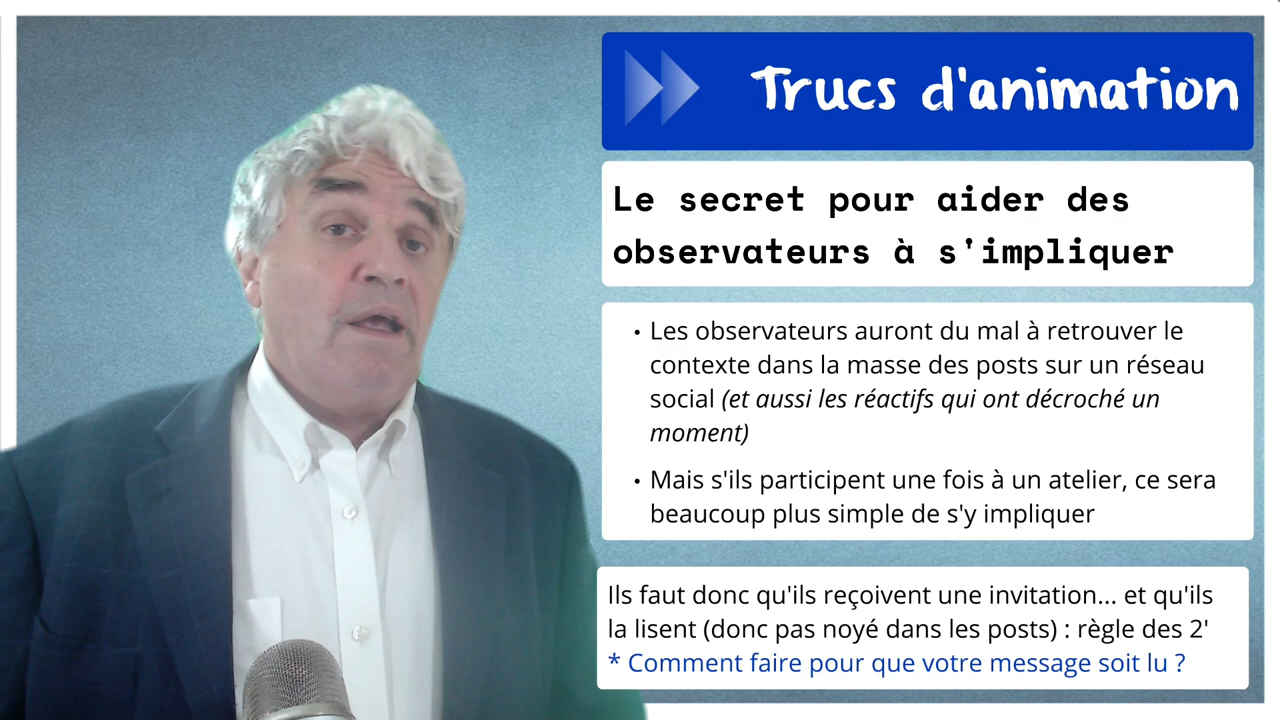 Trucs d'animation
Le secret pour aider des
observateurs à s'impliquer
• Les observateurs auront du mal à retrouver le
contexte dans la masse des posts sur un réseau
social (et aussi les réactifs qui ont décroché un
moment)
• Mais s'ils participent une fois à un atelier, ce sera
beaucoup plus simple de s'y impliquer
Ils faut donc qu'ils reçoivent une invitation... et qu'ils
la lisent (donc pas noyé dans les posts) : règle des 2'
* Comment faire pour que votre message soit lu ?